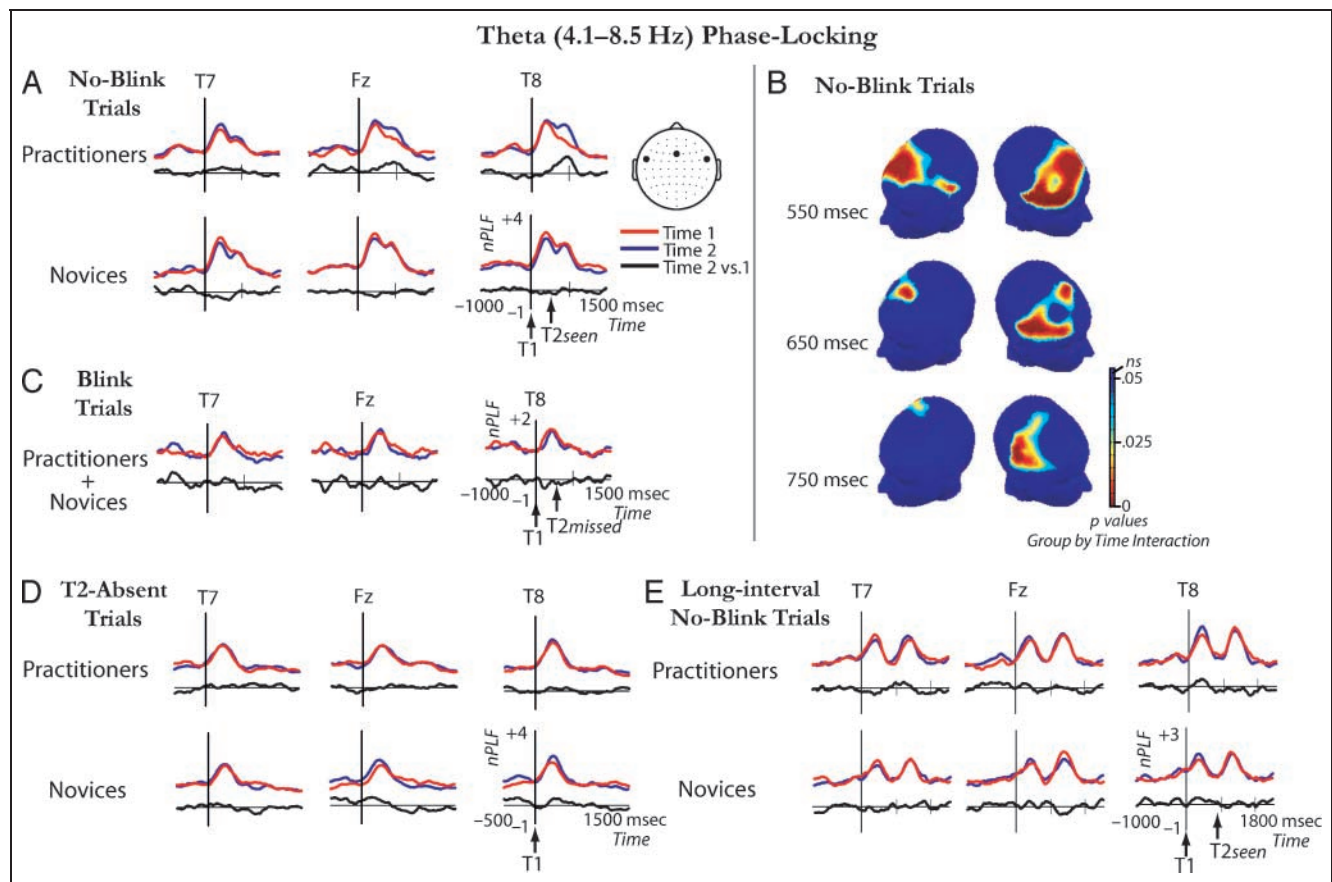 Theta (4.1–8.5 Hz) Phase-Locking
A No-Blink Trials
T7 Fz T8
Practitioners
Novices
nPLF +4
Time 1
Time 2
Time 2 vs.1
–1000 –1 1500 msec
Time
T2seen
T1
B No-Blink Trials
550 msec
650 msec
750 msec
ns
.05
.025
0
p values
Group by Time Interaction
C Blink Trials
T7 Fz T8
Practitioners
+
Novices
nPLF +2
–1000 –1 1500 msec
Time
T2missed
T1
D T2-Absent Trials
T7 Fz T8
Practitioners
Novices
nPLF +4
–500 –1 1500 msec
Time
T1
E Long-interval
No-Blink Trials
T7 Fz T8
Practitioners
Novices
nPLF +3
–1000 –1 1800 msec
Time
T2seen
T1